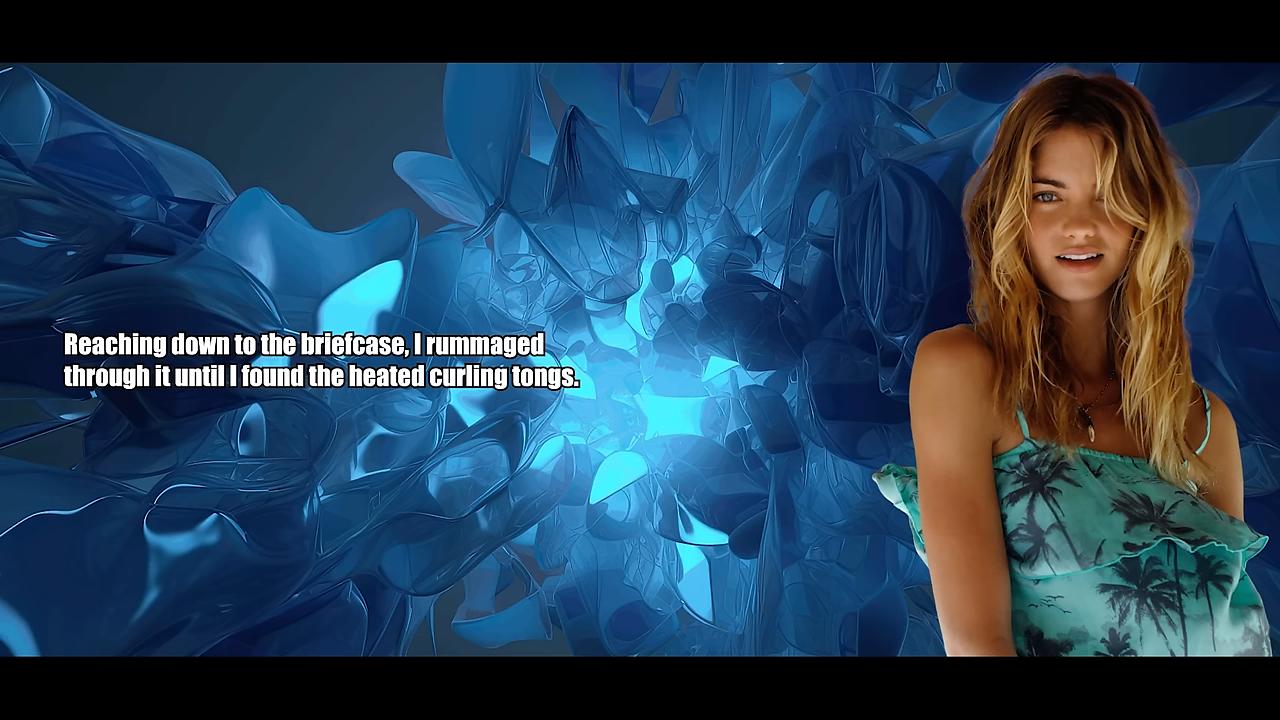 Reaching down to the briefcase, I rummaged
through it until I found the heated curling tongs.